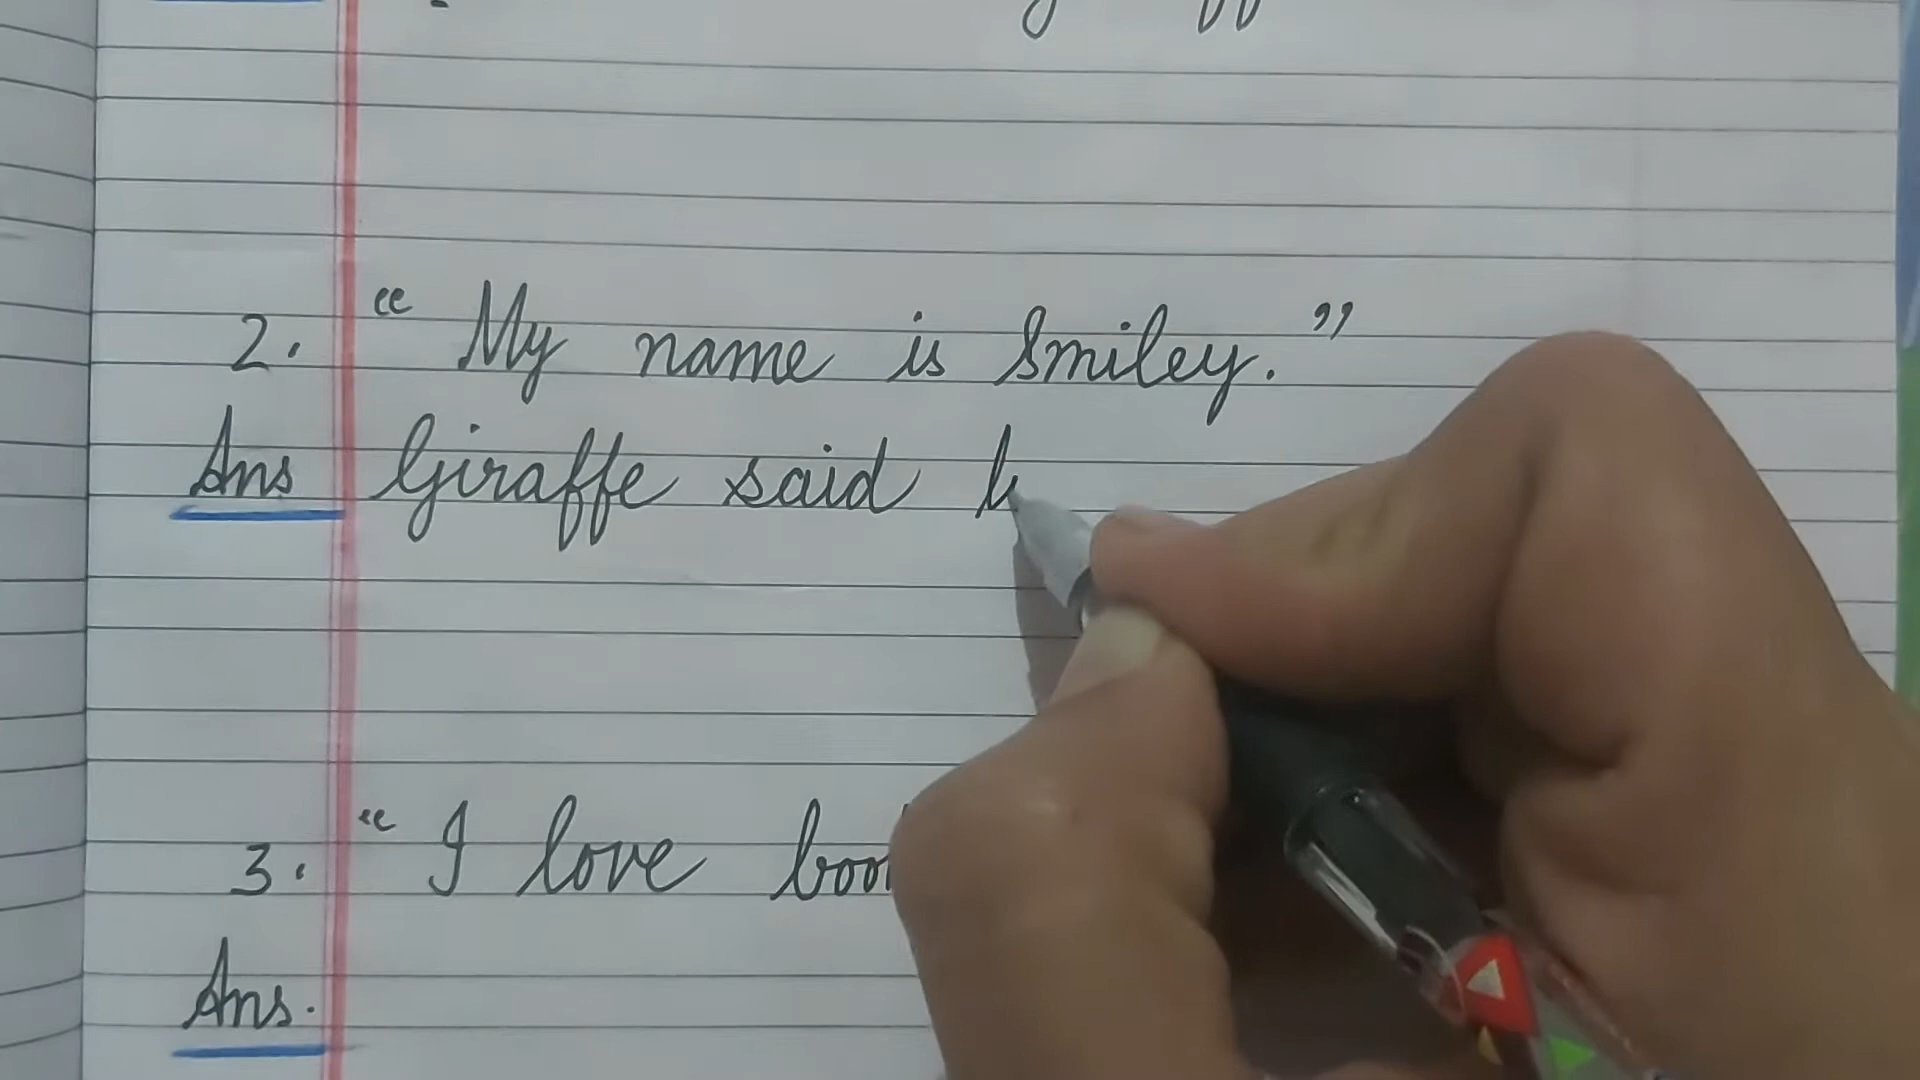 2. "My name is Smiley."
Ans Giraffe said
3. "I love
Ans.